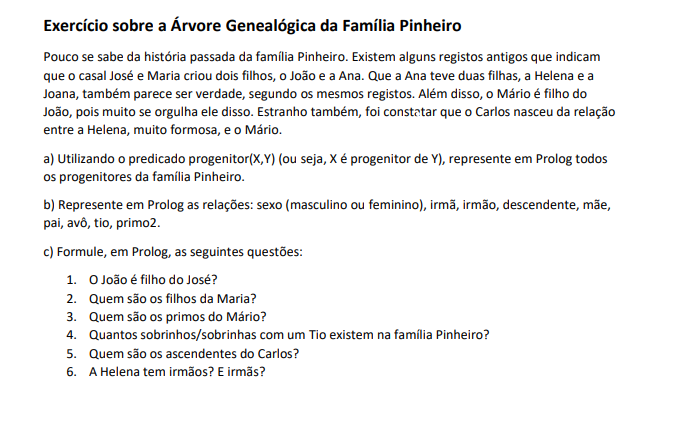 Exercício sobre a Árvore Genealógica da Família Pinheiro
Pouco se sabe da história passada da família Pinheiro. Existem alguns registos antigos que indicam
que o casal José e Maria criou dois filhos, o João e a Ana. Que a Ana teve duas filhas, a Helena e a
Joana, também parece ser verdade, segundo os mesmos registos. Além disso, o Mário é filho do
João, pois muito se orgulha ele disso. Estranho também, foi constatar que o Carlos nasceu da relação
entre a Helena, muito formosa, e o Mário.
a) Utilizando o predicado progenitor(X,Y) (ou seja, X é progenitor de Y), represente em Prolog todos
os progenitores da família Pinheiro.
b) Represente em Prolog as relações: sexo (masculino ou feminino), irmã, irmão, descendente, mãe,
pai, avô, tio, primo2.
c) Formule, em Prolog, as seguintes questões:
1. O João é filho do José?
2. Quem são os filhos da Maria?
3. Quem são os primos do Mário?
4. Quantos sobrinhos/sobrinhas com um Tio existem na família Pinheiro?
5. Quem são os ascendentes do Carlos?
6. A Helena tem irmãos? E irmãs?